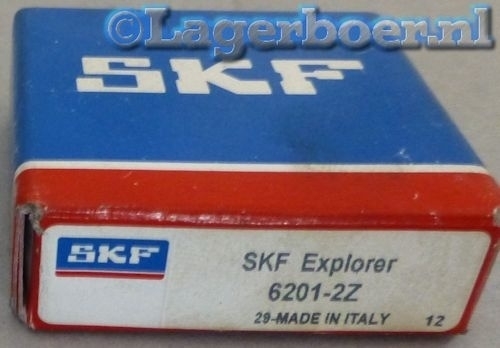 ©Lagerboer.nl
SKF
SKF
SKF Explorer
6201-2Z
29-MADE IN ITALY 12